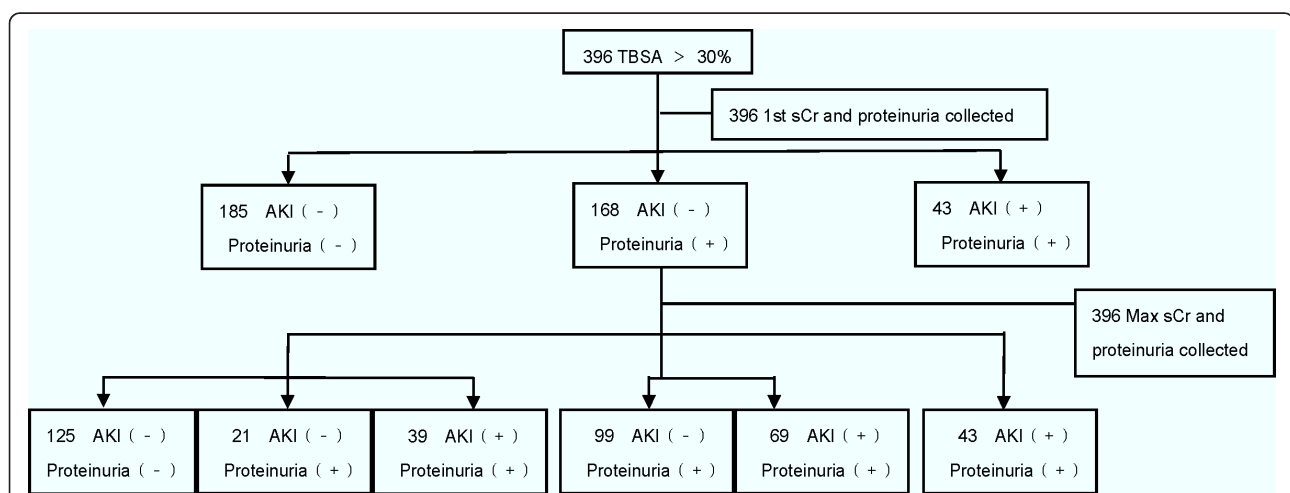 396 TBSA > 30%
396 1st sCr and proteinuria collected
185 AKI ( - )
Proteinuria ( - )
168 AKI ( - )
Proteinuria ( + )
43 AKI ( + )
Proteinuria ( + )
396 Max sCr and
proteinuria collected
125 AKI ( - )
Proteinuria ( - )
21 AKI ( - )
Proteinuria ( + )
39 AKI ( + )
Proteinuria ( + )
99 AKI ( - )
Proteinuria ( + )
69 AKI ( + )
Proteinuria ( + )
43 AKI ( + )
Proteinuria ( + )